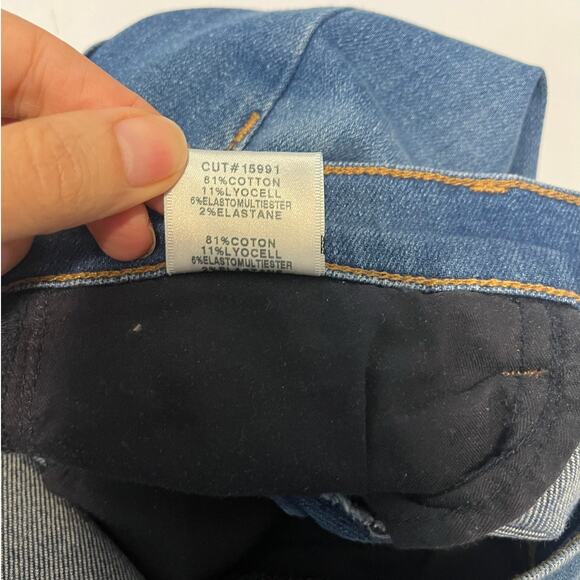 CUT#15991
81%COTTON
11%LYOCELL
6%ELASTOMULTIESTER
2%ELASTANE
81%COTON
11%LYOCELL
6%ELASTOMULTIESTER